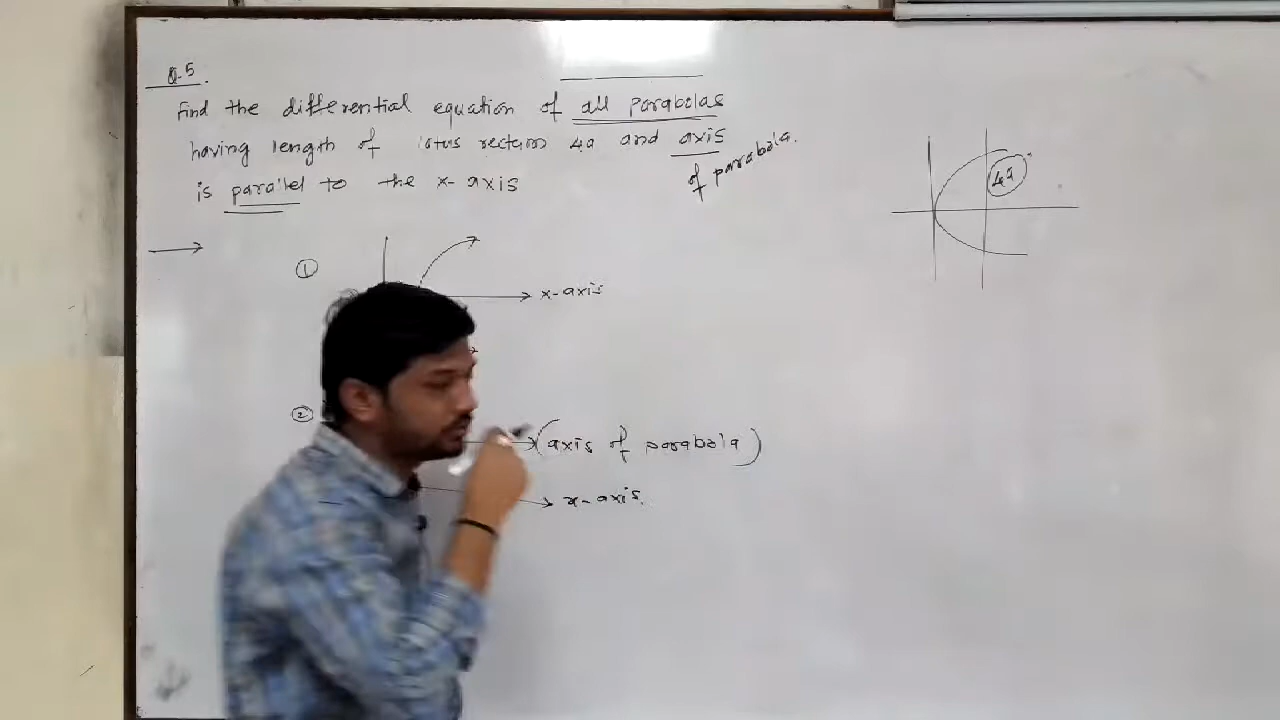 Q.5.
Find the differential equation of all parabolas
having length of latus rectum 4a and axis
of parabola.
is parallel to the x-axis
4a
①
x-axis
②
(axis of parabola)
x-axis.